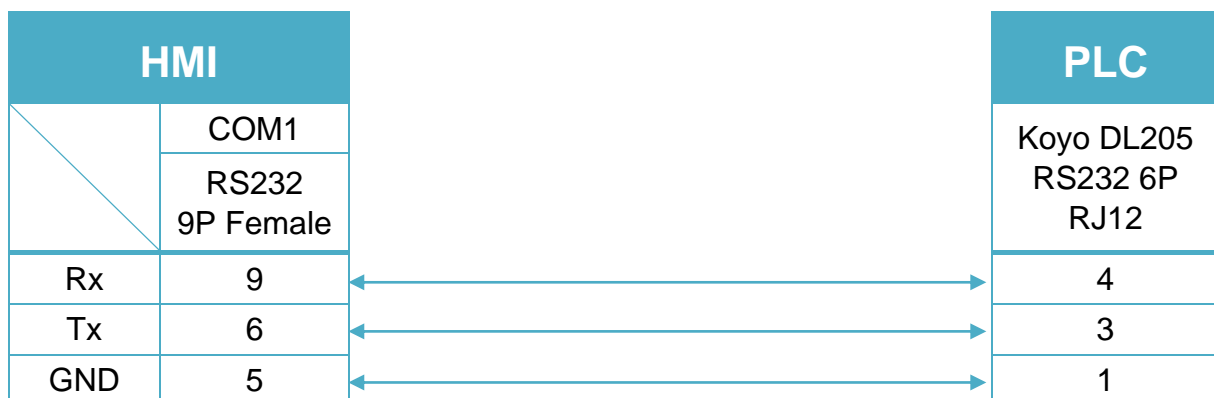 HMI
PLC
COM1
RS232
9P Female
Koyo DL205
RS232 6P
RJ12
Rx 9 4
Tx 6 3
GND 5 1